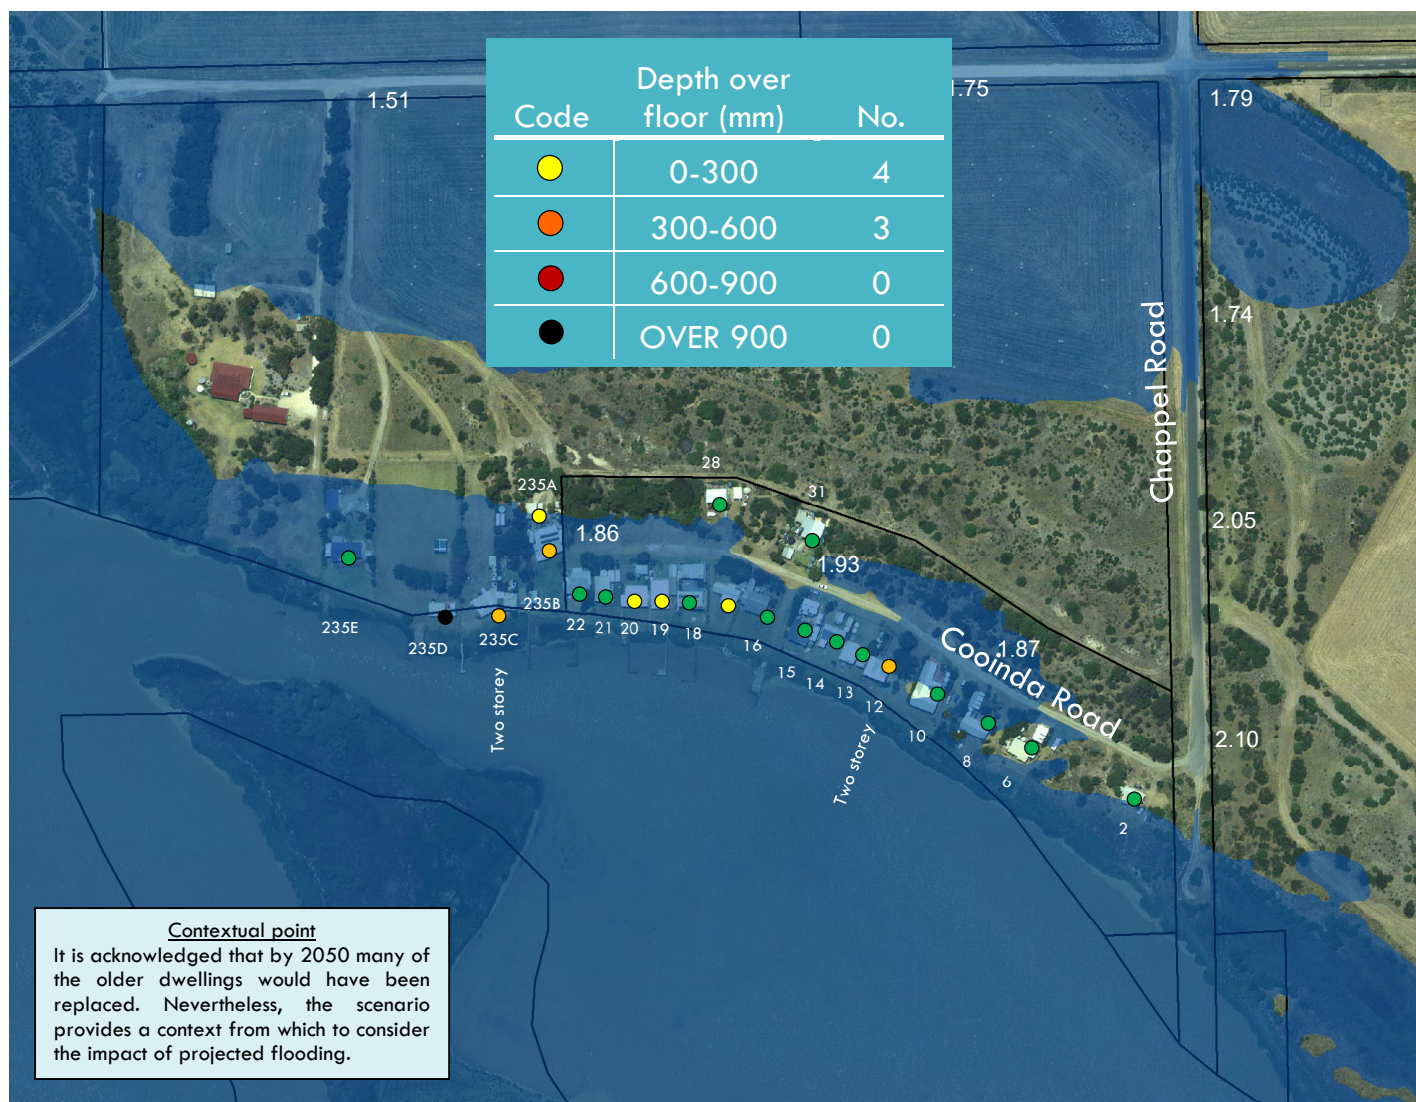 Code Depth over floor (mm) No.
0-300 4
300-600 3
600-900 0
OVER 900 0
1.51
1.75
1.79
1.74
Chappel Road
2.05
2.10
28
31
235A
1.86
1.93
1.87
Cooinda Road
235E
235D
235C
235B
22
21
20
19
18
16
15
14
13
12
10
8
6
2
Two storey
Two storey
Contextual point
It is acknowledged that by 2050 many of
the older dwellings would have been
replaced. Nevertheless, the scenario
provides a context from which to consider
the impact of projected flooding.